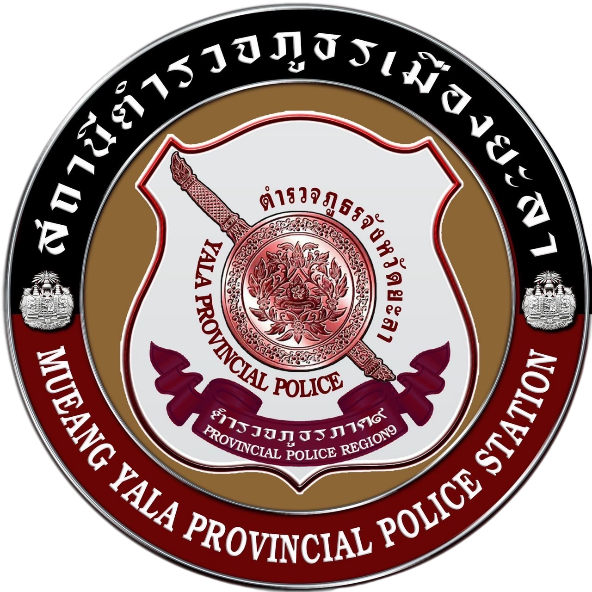 สถานีตำรวจภูธรเมืองยะลา
ตำรวจภูธรจังหวัดยะลา
YALA PROVINCIAL POLICE
ตำรวจภูธรภาค๙
PROVINCIAL POLICE REGION9
MUEANG YALA PROVINCIAL POLICE STATION